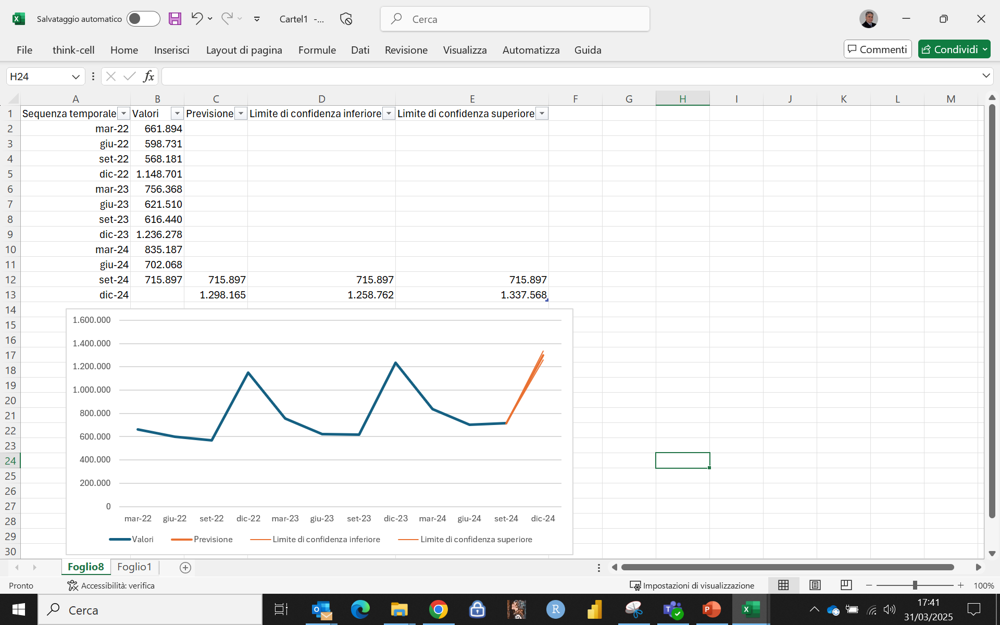 Salvataggio automatico
Cartel1 -...
Cerca
File think-cell Home Inserisci Layout di pagina Formule Dati Revisione Visualizza Automatizza Guida
Commenti Condividi
H24
fx
A B C D E F G H I J K L M
1 Sequenza temporale Valori Previsione Limite di confidenza inferiore Limite di confidenza superiore
2 mar-22 661.894
3 giu-22 598.731
4 set-22 568.181
5 dic-22 1.148.701
6 mar-23 756.368
7 giu-23 621.510
8 set-23 616.440
9 dic-23 1.236.278
10 mar-24 835.187
11 giu-24 702.068
12 set-24 715.897 715.897 715.897 715.897
13 dic-24 1.298.165 1.258.762 1.337.568
14
15
16
17
18
19
20
21
22
23
24
25
26
27
28
29
30
1.600.000
1.400.000
1.200.000
1.000.000
800.000
600.000
400.000
200.000
0
mar-22 giu-22 set-22 dic-22 mar-23 giu-23 set-23 dic-23 mar-24 giu-24 set-24 dic-24
Valori Previsione Limite di confidenza inferiore Limite di confidenza superiore
Foglio8 Foglio1
Pronto Accessibilità: verifica Impostazioni di visualizzazione 100%
Cerca
17:41
31/03/2025